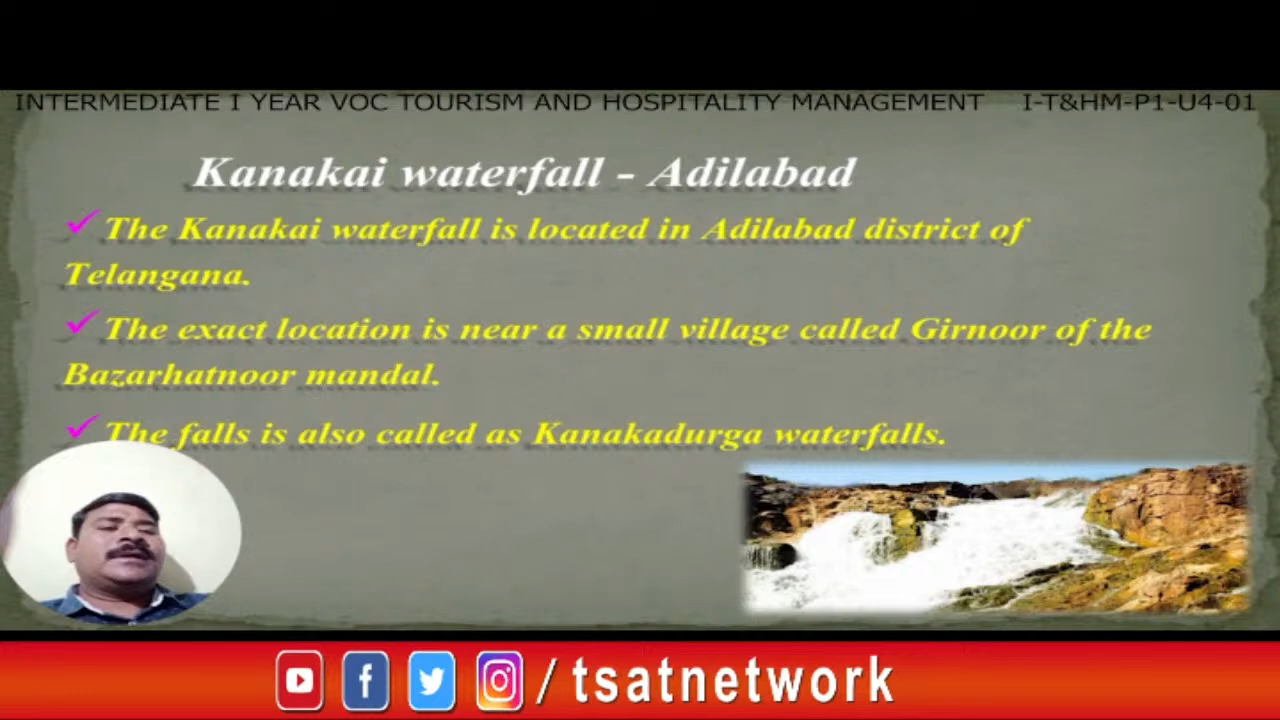 INTERMEDIATE I YEAR VOC TOURISM AND HOSPITALITY MANAGEMENT I-T&HM-P1-U4-01
Kanakai waterfall - Adilabad
✓ The Kanakai waterfall is located in Adilabad district of
Telangana.
✓ The exact location is near a small village called Girnoor of the
Bazarhatnoor mandal.
✓ The falls is also called as Kanakadurga waterfalls.
/ tsatnetwork